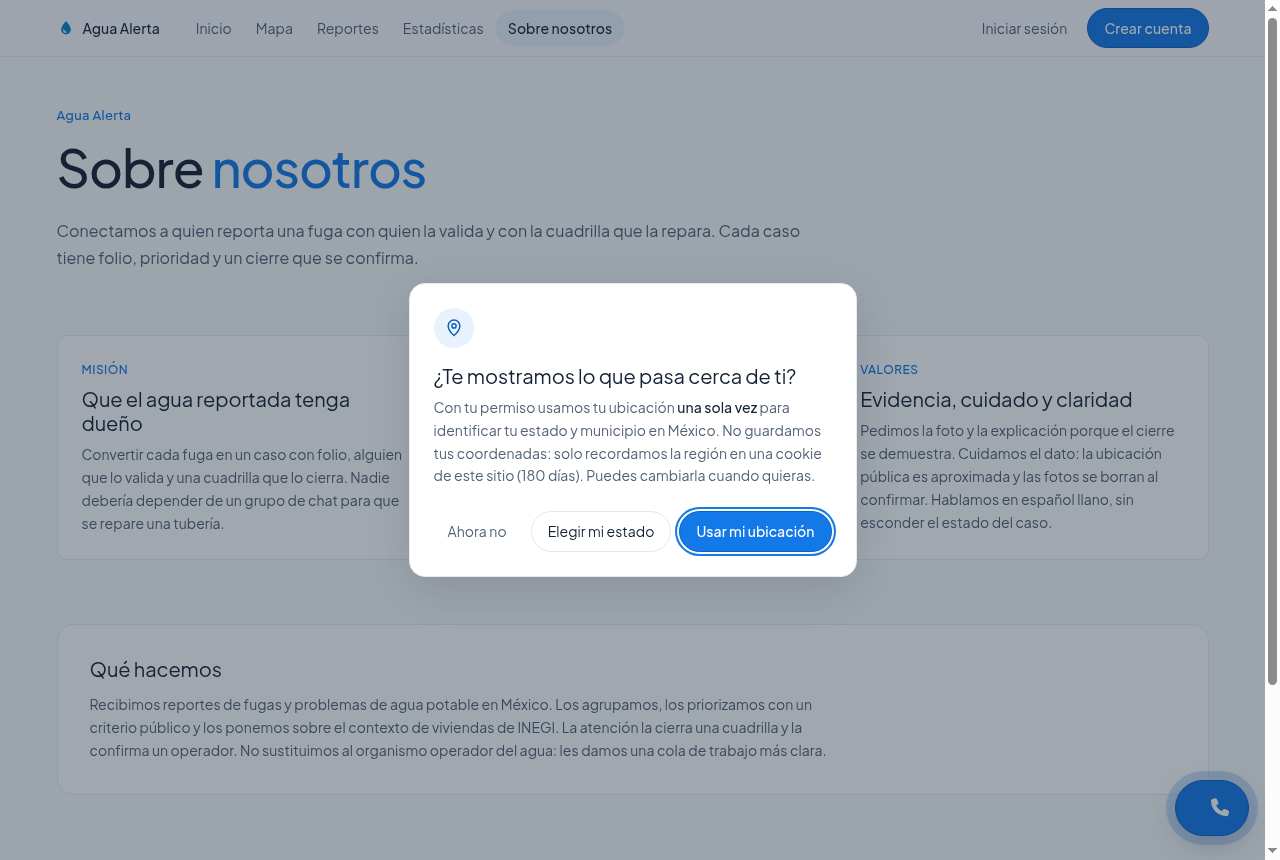 Agua Alerta
Inicio
Mapa
Reportes
Estadísticas
Sobre nosotros
Iniciar sesión
Crear cuenta
Agua Alerta
Sobre nosotros
Conectamos a quien reporta una fuga con quien la valida y con la cuadrilla que la repara. Cada caso
tiene folio, prioridad y un cierre que se confirma.
MISIÓN
Que el agua reportada tenga
dueño
Convertir cada fuga en un caso con folio, alguien
que lo valida y una cuadrilla que lo cierra. Nadie
debería depender de un grupo de chat para que
se repare una tubería.
¿Te mostramos lo que pasa cerca de ti?
Con tu permiso usamos tu ubicación una sola vez para
identificar tu estado y municipio en México. No guardamos
tus coordenadas: solo recordamos la región en una cookie
de este sitio (180 días). Puedes cambiarla cuando quieras.
Ahora no
Elegir mi estado
Usar mi ubicación
VALORES
Evidencia, cuidado y claridad
Pedimos la foto y la explicación porque el cierre
se demuestra. Cuidamos el dato: la ubicación
pública es aproximada y las fotos se borran al
confirmar. Hablamos en español llano, sin
esconder el estado del caso.
Qué hacemos
Recibimos reportes de fugas y problemas de agua potable en México. Los agrupamos, los priorizamos con un
criterio público y los ponemos sobre el contexto de viviendas de INEGI. La atención la cierra una cuadrilla y la
confirma un operador. No sustituimos al organismo operador del agua: les damos una cola de trabajo más clara.